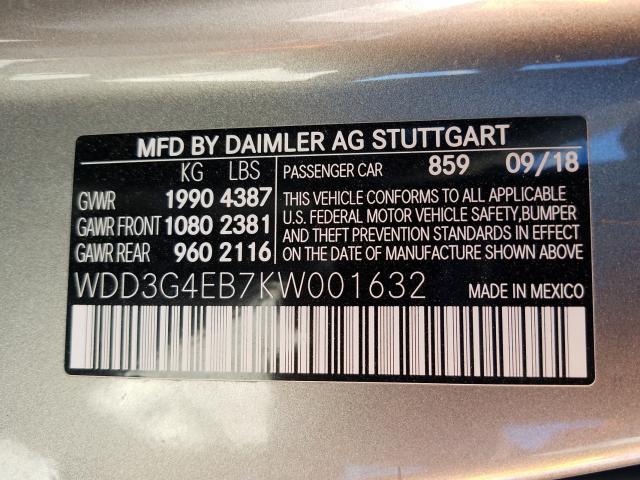 MFD BY DAIMLER AG STUTTGART
KG LBS
GVWR 1990 4387
GAWR FRONT 1080 2381
GAWR REAR 960 2116
PASSENGER CAR 859 09/18
THIS VEHICLE CONFORMS TO ALL APPLICABLE
U.S. FEDERAL MOTOR VEHICLE SAFETY,BUMPER
AND THEFT PREVENTION STANDARDS IN EFFECT
ON THE DATE OF MANUFACTURE SHOWN ABOVE.
WDD3G4EB7KW001632 MADE IN MEXICO